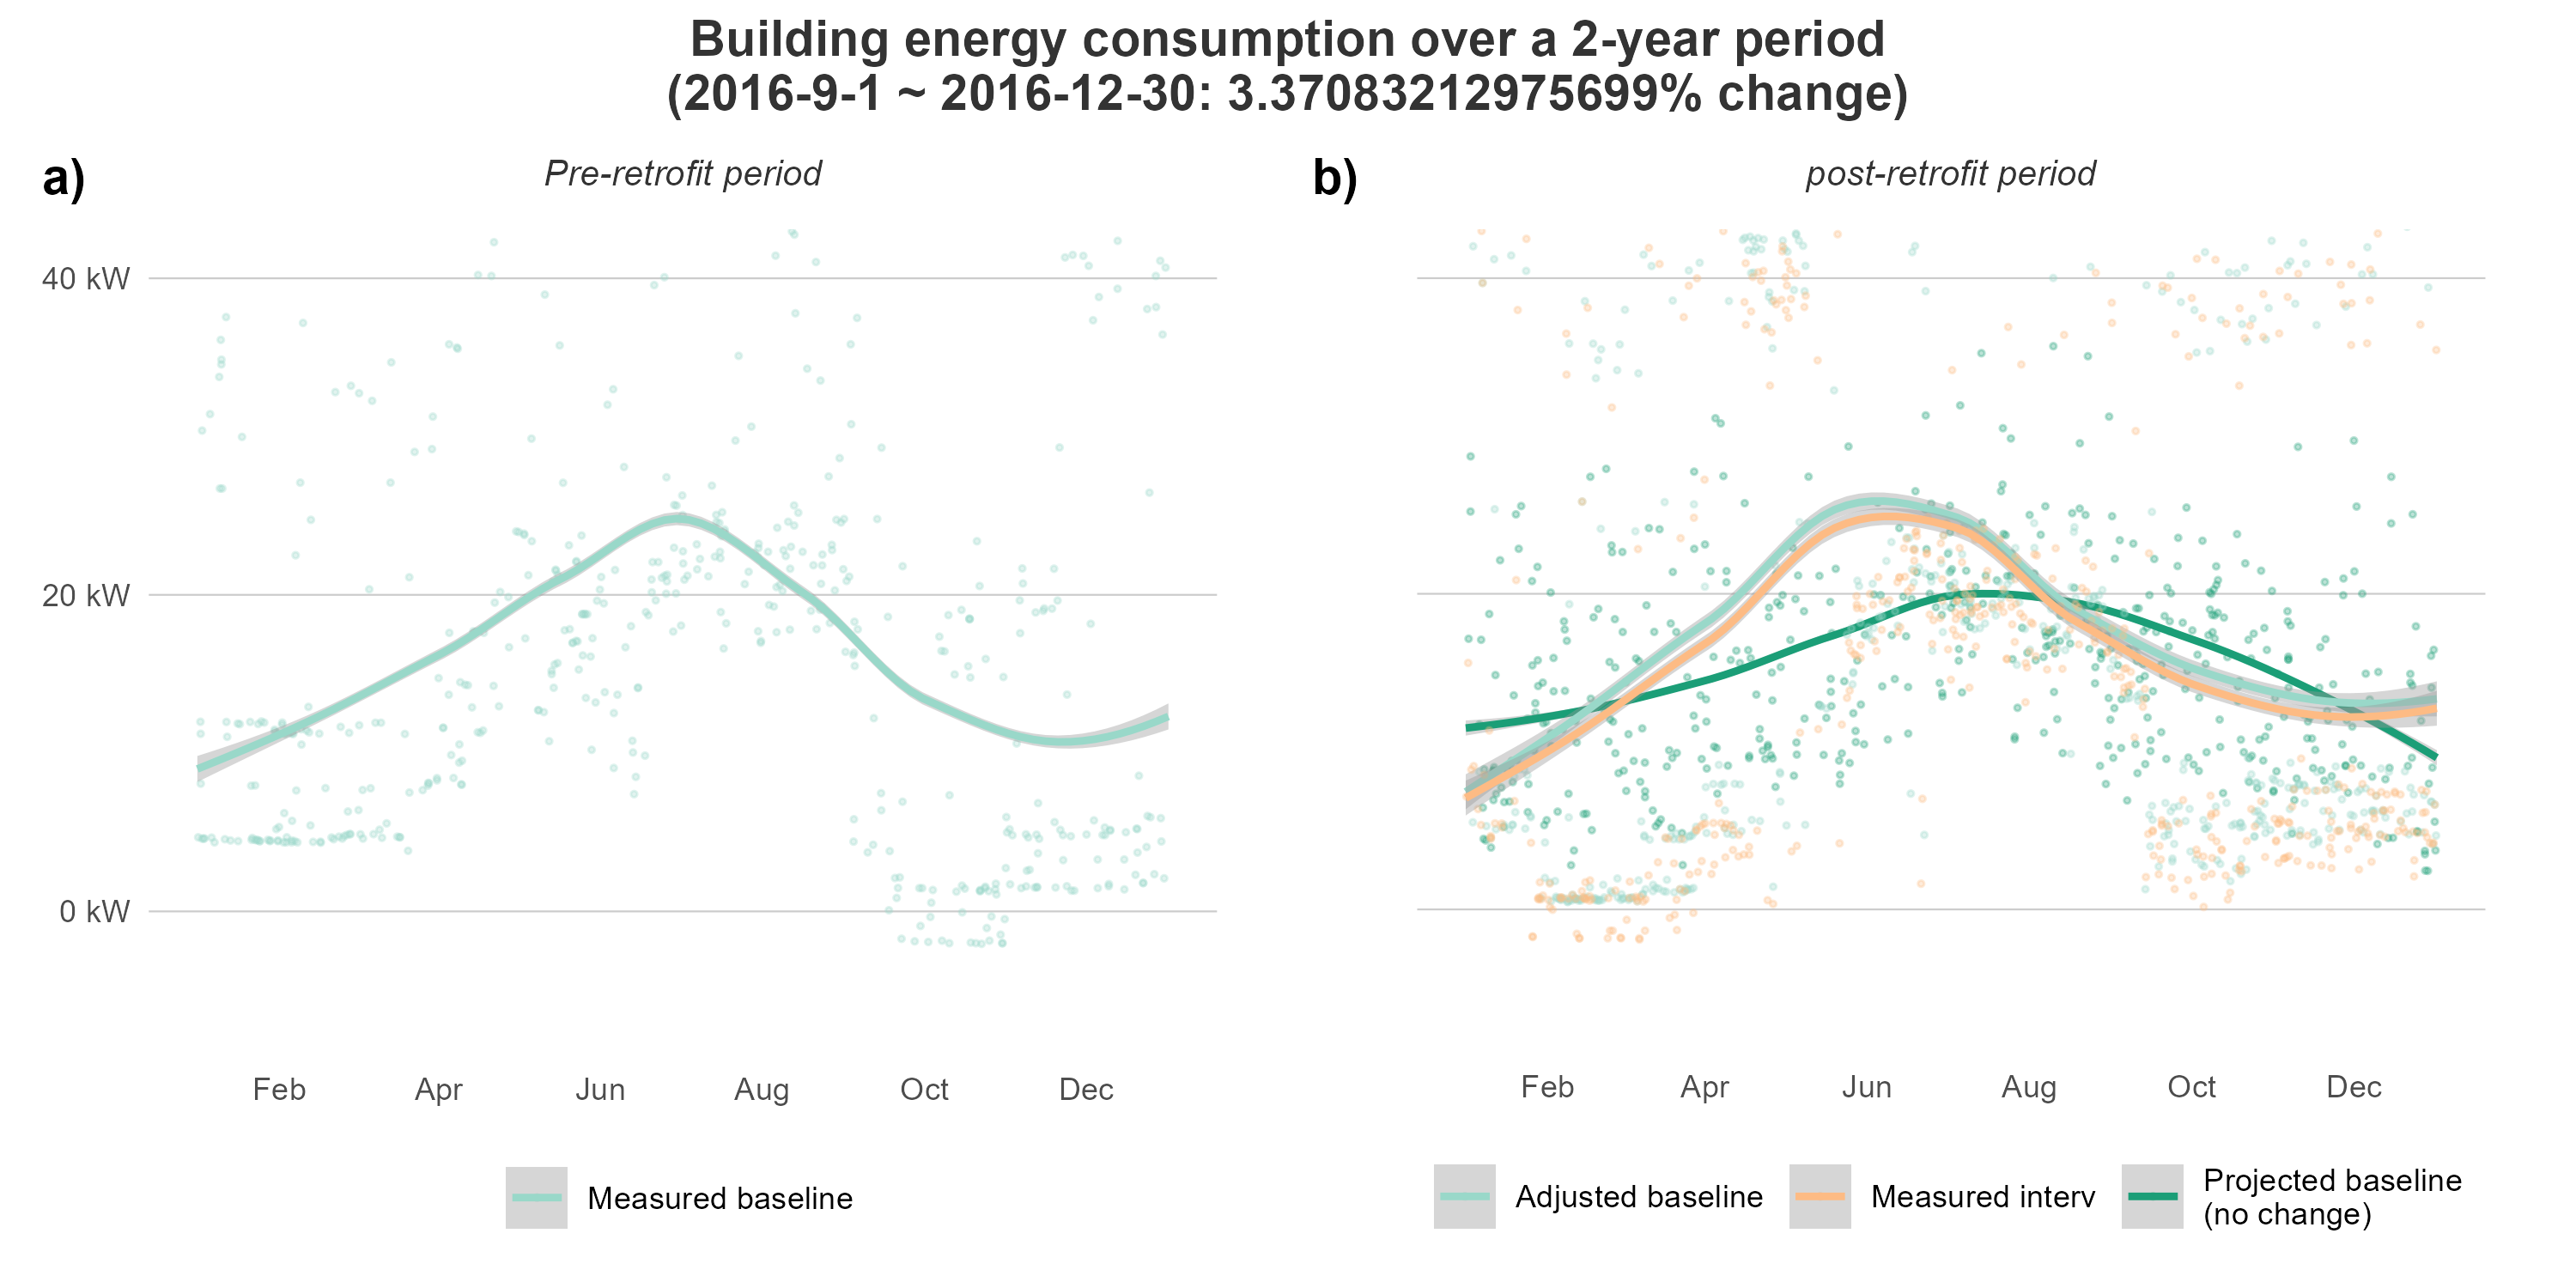 Building energy consumption over a 2-year period
(2016-9-1 ~ 2016-12-30: 3.37083212975699% change)
a)
Pre-retrofit period
40 kW
20 kW
0 kW
Feb Apr Jun Aug Oct Dec
Measured baseline
b)
post-retrofit period
Feb Apr Jun Aug Oct Dec
Adjusted baseline
Measured interv
Projected baseline
(no change)